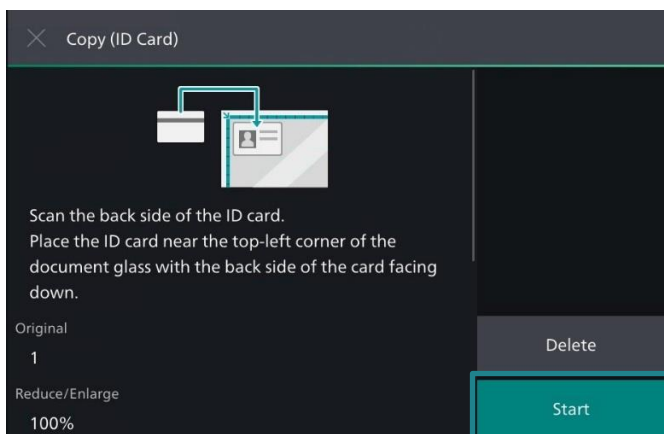 Copy (ID Card)
Scan the back side of the ID card.
Place the ID card near the top-left corner of the
document glass with the back side of the card facing
down.
Original
1
Reduce/Enlarge
100%
Delete
Start